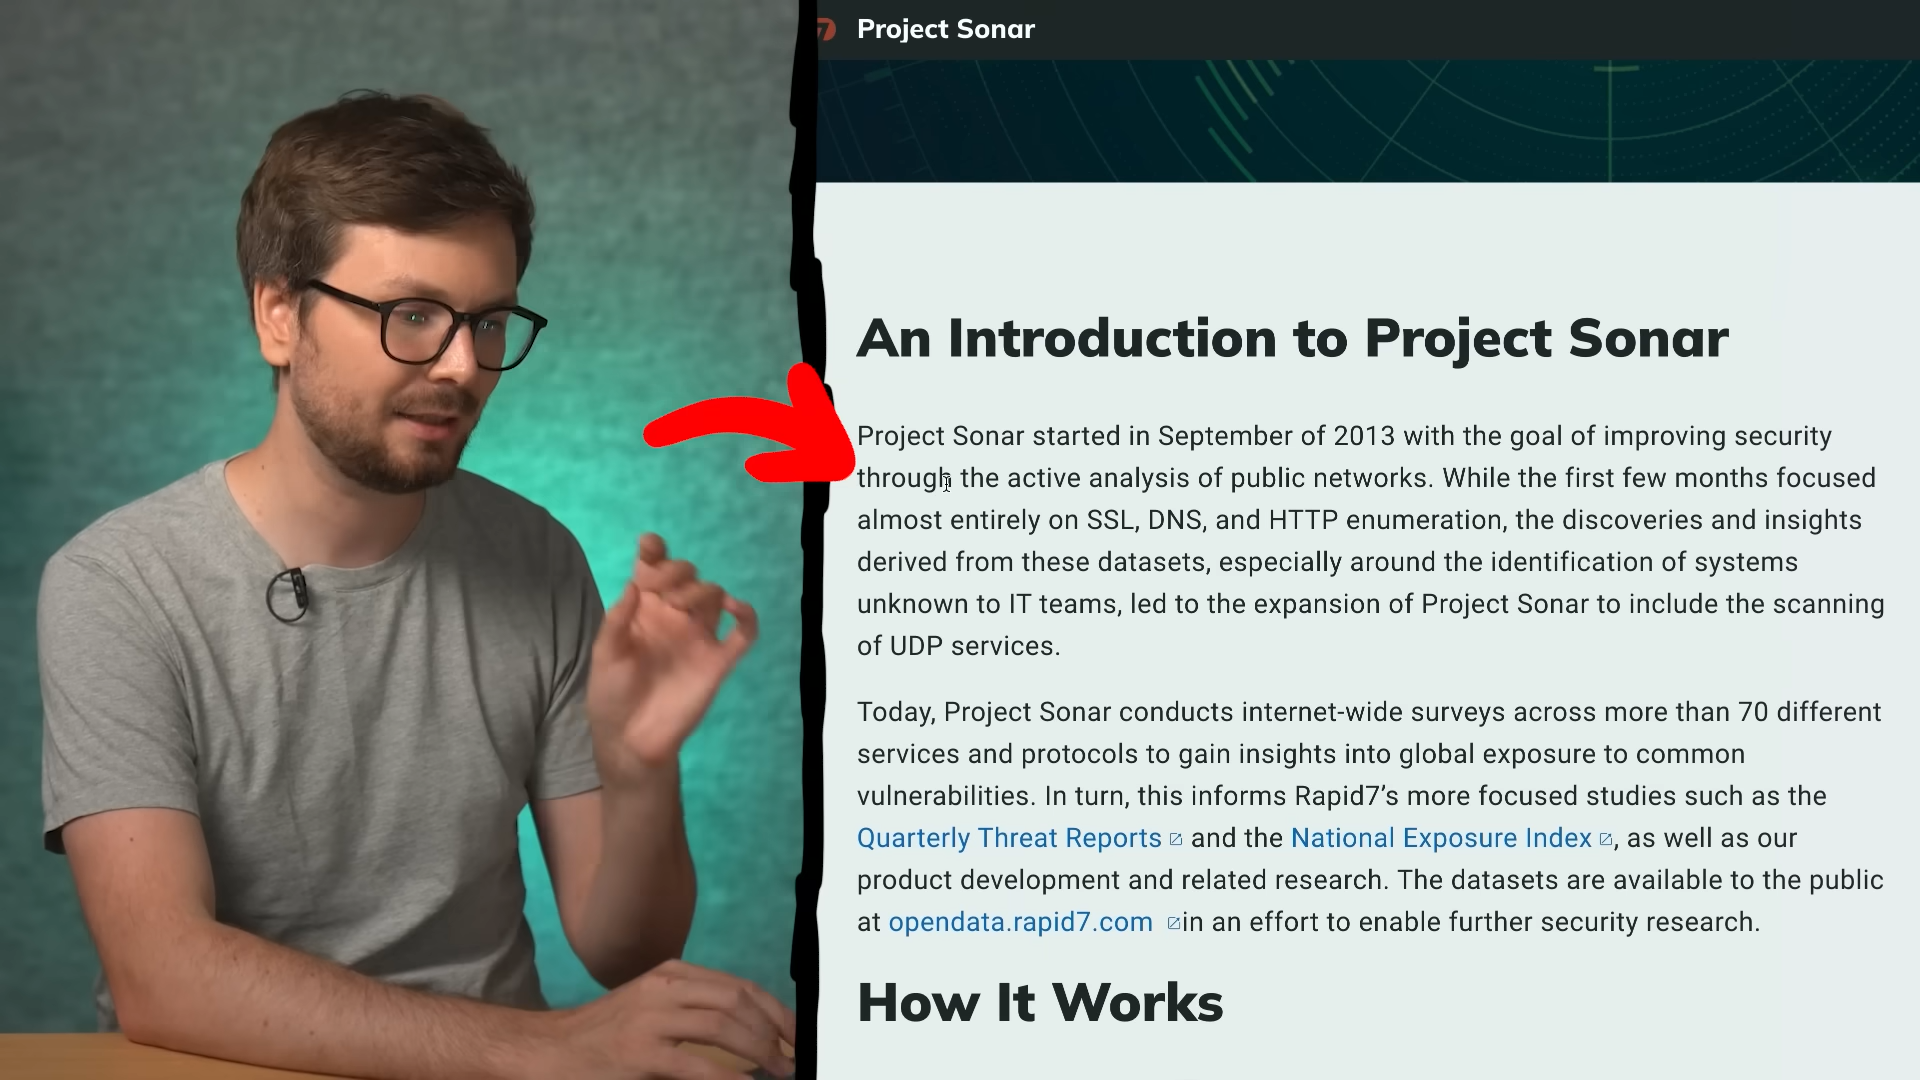 Project Sonar
An Introduction to Project Sonar
Project Sonar started in September of 2013 with the goal of improving security
through the active analysis of public networks. While the first few months focused
almost entirely on SSL, DNS, and HTTP enumeration, the discoveries and insights
derived from these datasets, especially around the identification of systems
unknown to IT teams, led to the expansion of Project Sonar to include the scanning
of UDP services.
Today, Project Sonar conducts internet-wide surveys across more than 70 different
services and protocols to gain insights into global exposure to common
vulnerabilities. In turn, this informs Rapid7’s more focused studies such as the
Quarterly Threat Reports and the National Exposure Index, as well as our
product development and related research. The datasets are available to the public
at opendata.rapid7.com in an effort to enable further security research.
How It Works